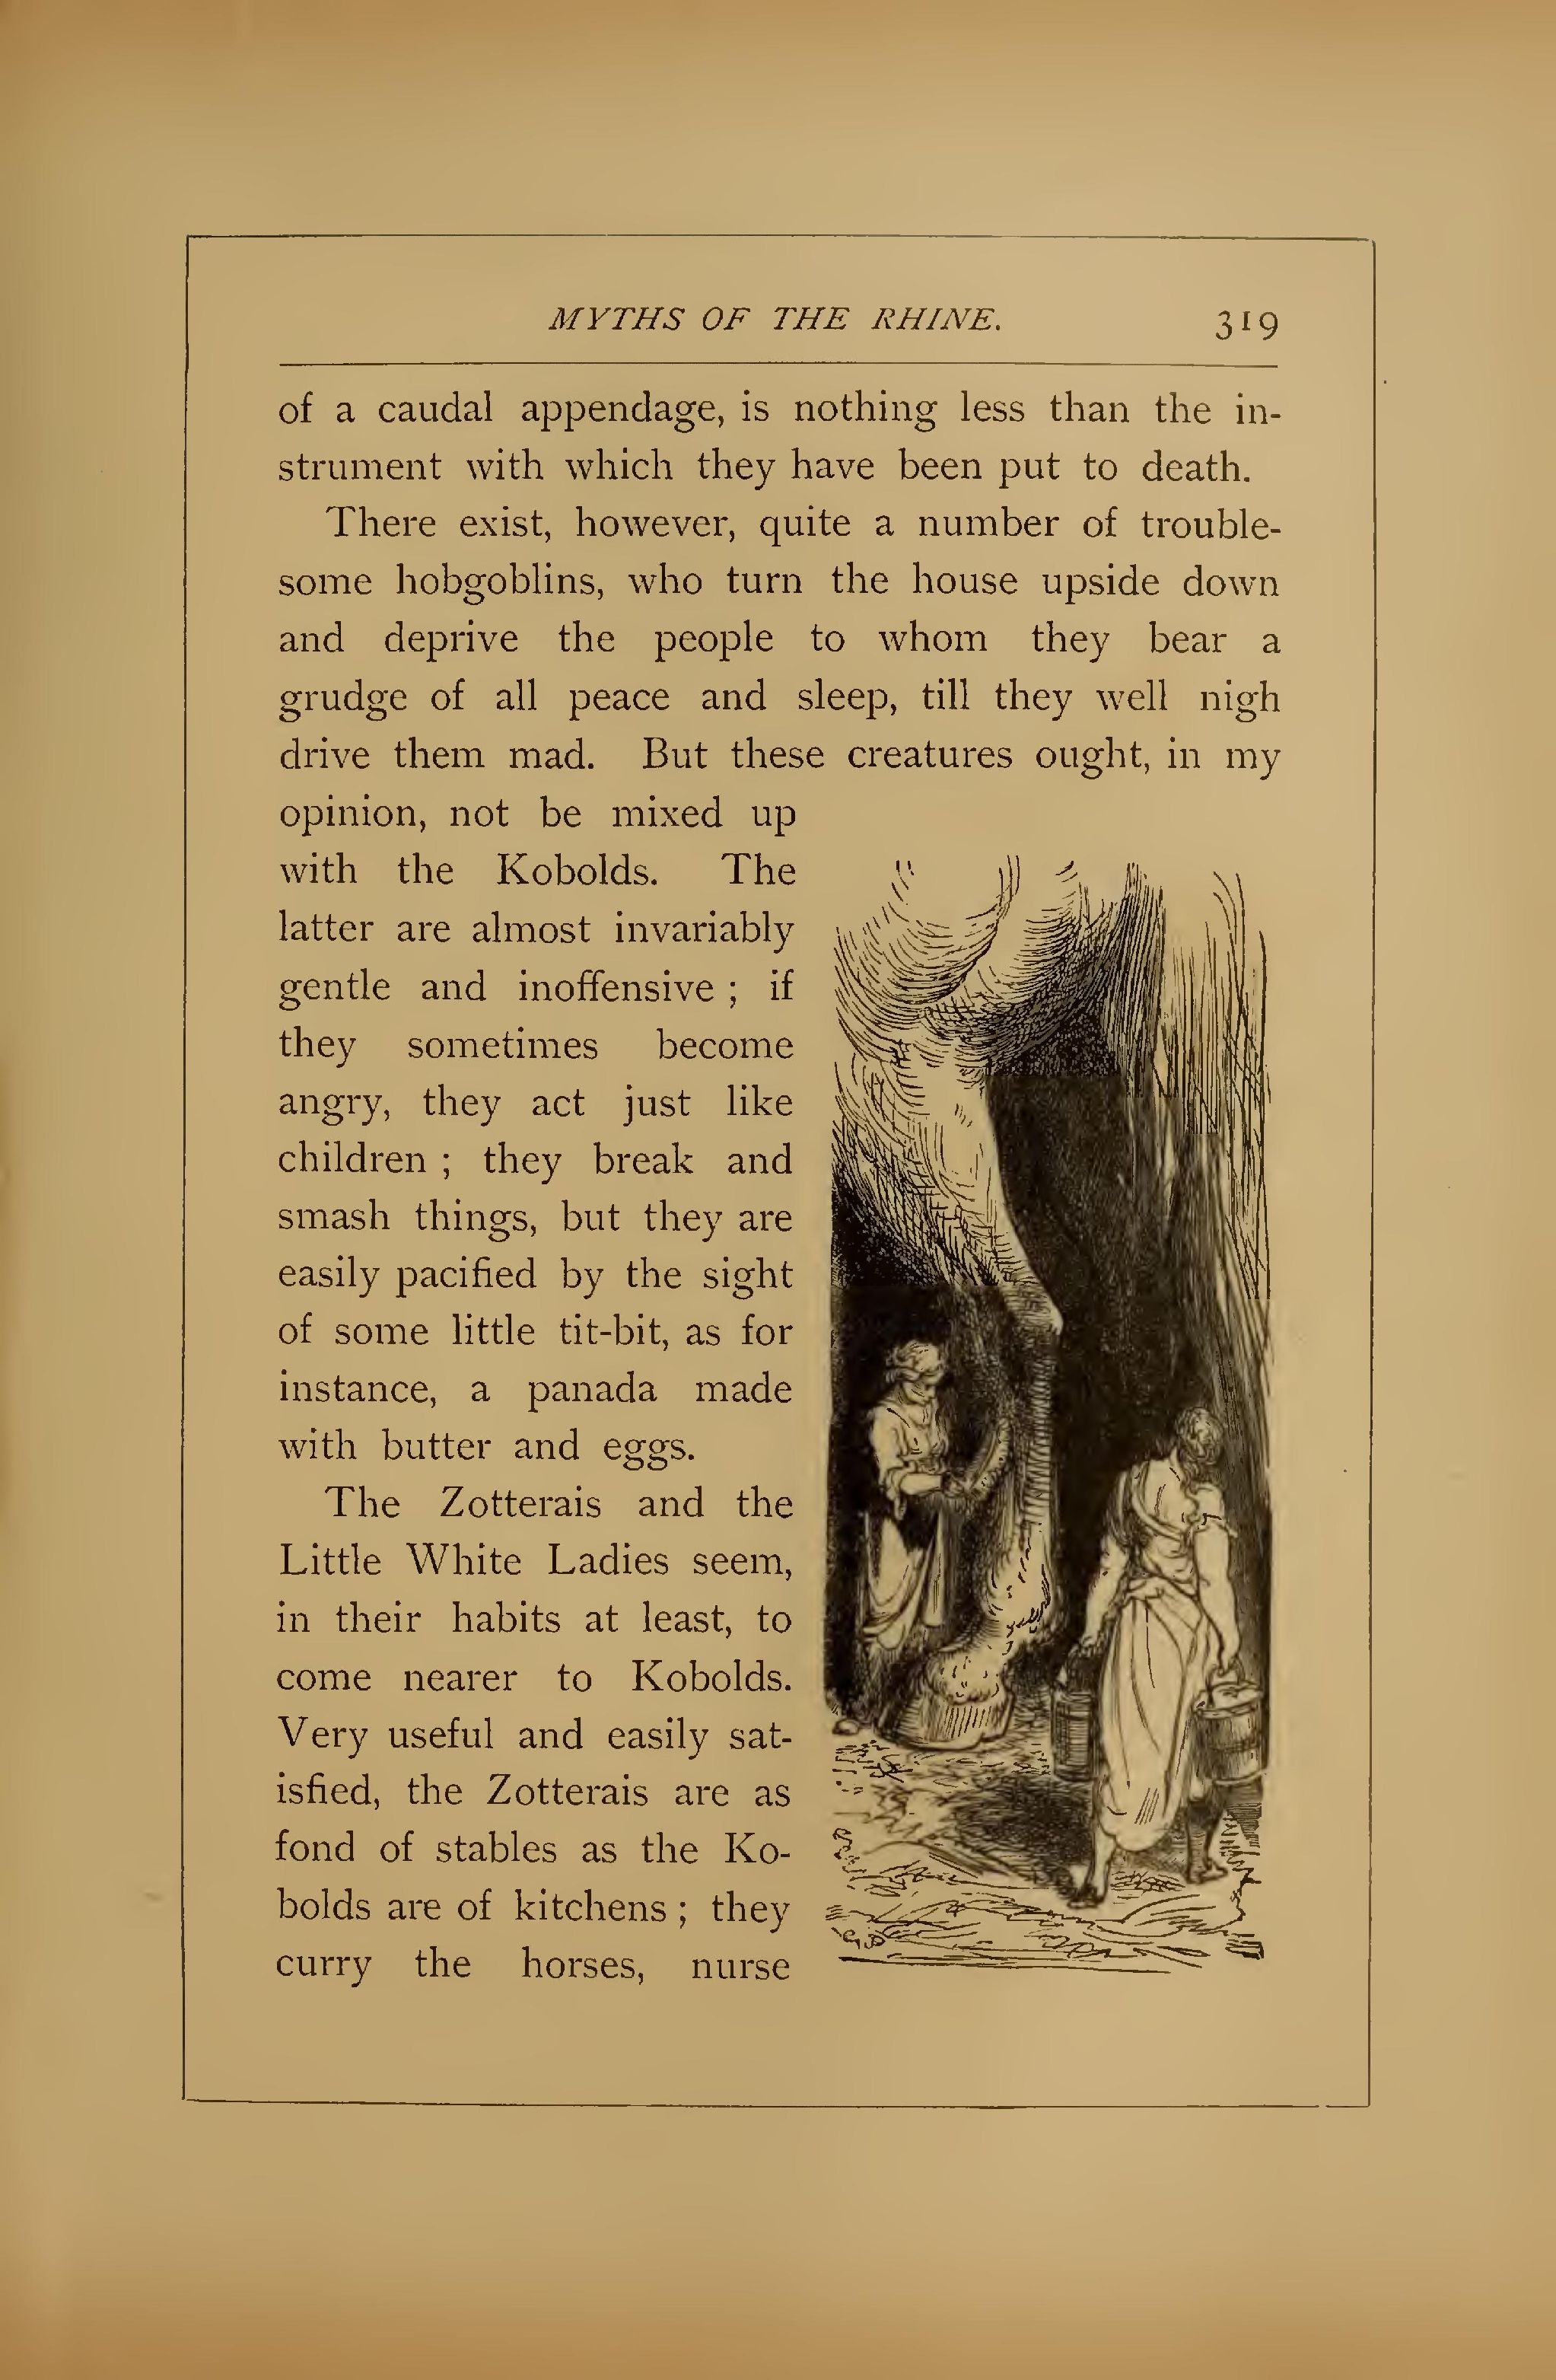 MYTHS OF THE RHINE. 319
of a caudal appendage, is nothing less than the in-
strument with which they have been put to death.
There exist, however, quite a number of trouble-
some hobgoblins, who turn the house upside down
and deprive the people to whom they bear a
grudge of all peace and sleep, till they well nigh
drive them mad. But these creatures ought, in my
opinion, not be mixed up
with the Kobolds. The
latter are almost invariably
gentle and inoffensive ; if
they sometimes become
angry, they act just like
children ; they break and
smash things, but they are
easily pacified by the sight
of some little tit-bit, as for
instance, a panada made
with butter and eggs.
The Zotterais and the
Little White Ladies seem,
in their habits at least, to
come nearer to Kobolds.
Very useful and easily sat-
isfied, the Zotterais are as
fond of stables as the Ko-
bolds are of kitchens ; they
curry the horses, nurse